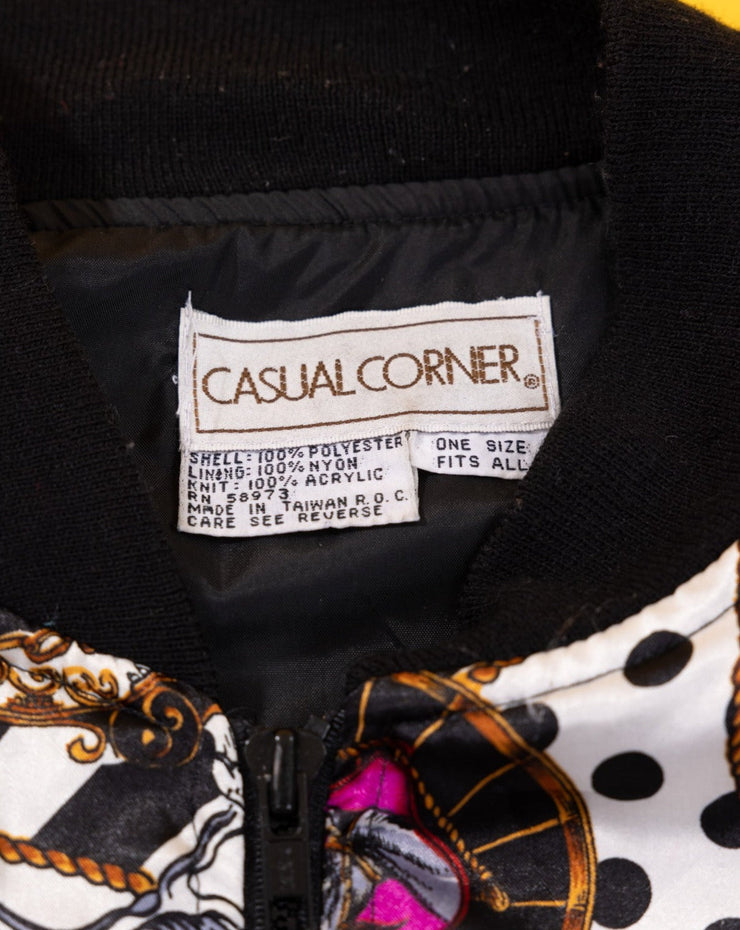 CASUAL CORNER®
SHELL: 100% POLYESTER
LINING: 100% NYON
KNIT: 100% ACRYLIC
RN 58973
MADE IN TAIWAN R.O.C.
CARE SEE REVERSE
ONE SIZE
FITS ALL